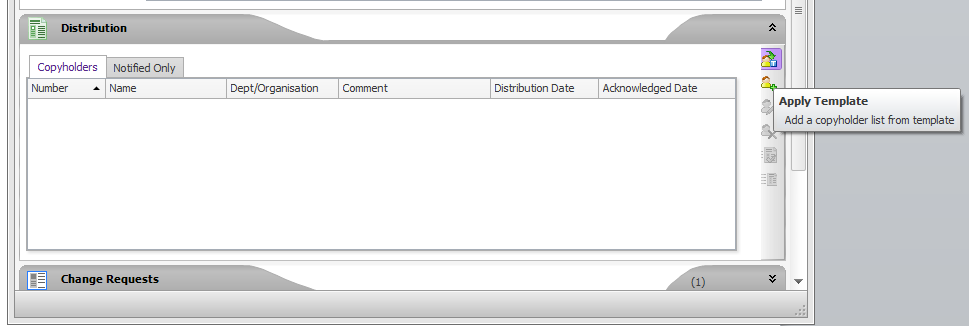 Distribution
Copyholders Notified Only
Number Name Dept/Organisation Comment Distribution Date Acknowledged Date
Apply Template
Add a copyholder list from template
Change Requests (1)